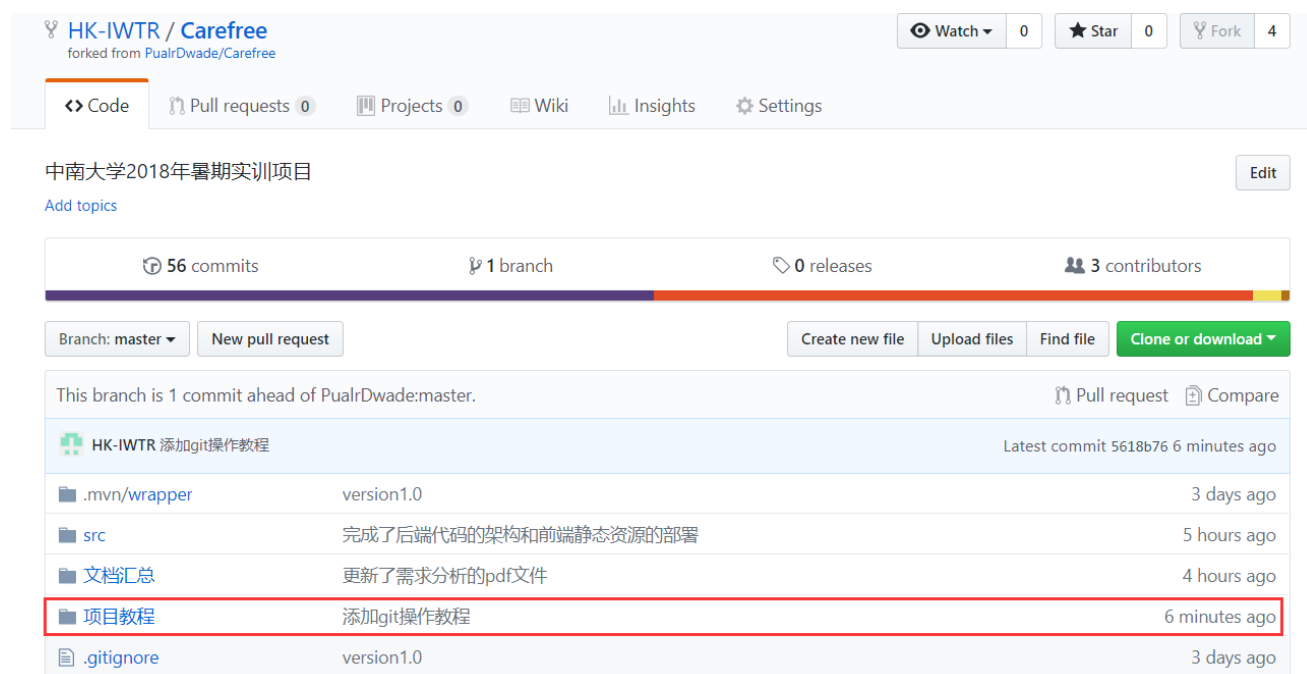 HK-IWTR / Carefree
Watch 0 Star 0 Fork 4
forked from PualrDwade/Carefree
Code Pull requests 0 Projects 0 Wiki Insights Settings
中南大学2018年暑期实训项目 Edit
Add topics
56 commits 1 branch 0 releases 3 contributors
Branch: master New pull request Create new file Upload files Find file Clone or download
This branch is 1 commit ahead of PualrDwade:master. Pull request Compare
HK-IWTR 添加git操作教程 Latest commit 5618b76 6 minutes ago
.mvn/wrapper version1.0 3 days ago
src 完成了后端代码的架构和前端静态资源的部署 5 hours ago
文档汇总 更新了需求分析的pdf文件 4 hours ago
项目教程 添加git操作教程 6 minutes ago
.gitignore version1.0 3 days ago